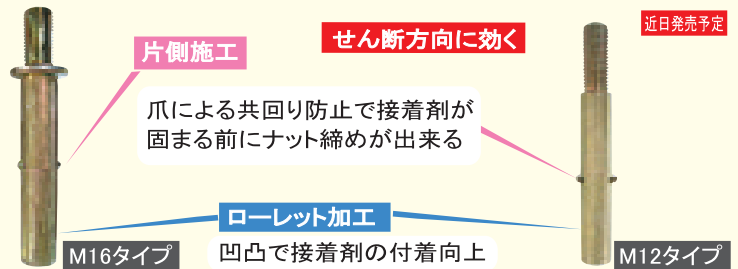 近日発売予定
せん断方向に効く
片側施工
爪による共回り防止で接着剤が
固まる前にナット締めが出来る
ローレット加工
凹凸で接着剤の付着向上
M16タイプ
M12タイプ